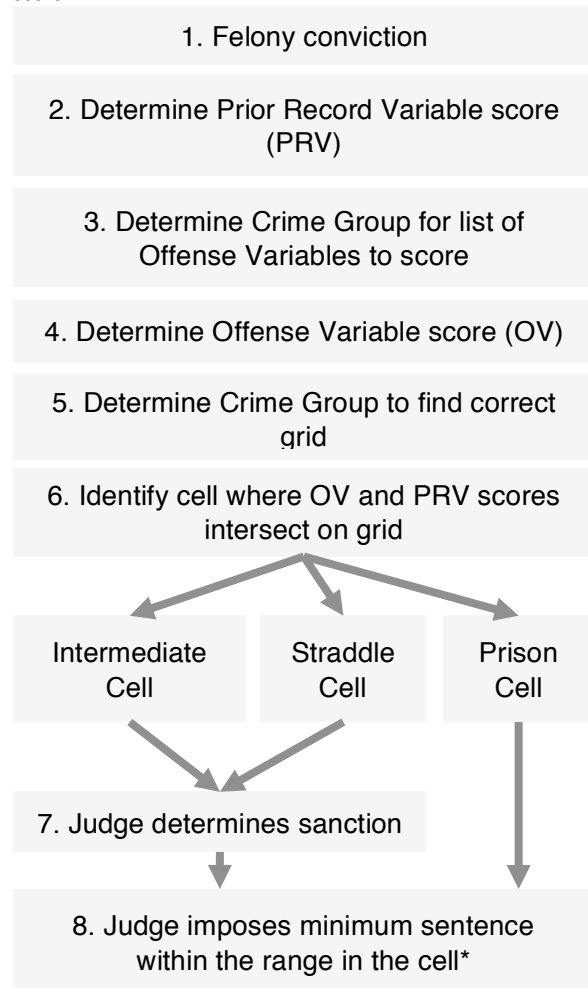 1. Felony conviction
2. Determine Prior Record Variable score
(PRV)
3. Determine Crime Group for list of
Offense Variables to score
4. Determine Offense Variable score (OV)
5. Determine Crime Group to find correct
grid
6. Identify cell where OV and PRV scores
intersect on grid
Intermediate
Cell
Straddle
Cell
Prison
Cell
7. Judge determines sanction
8. Judge imposes minimum sentence
within the range in the cell*